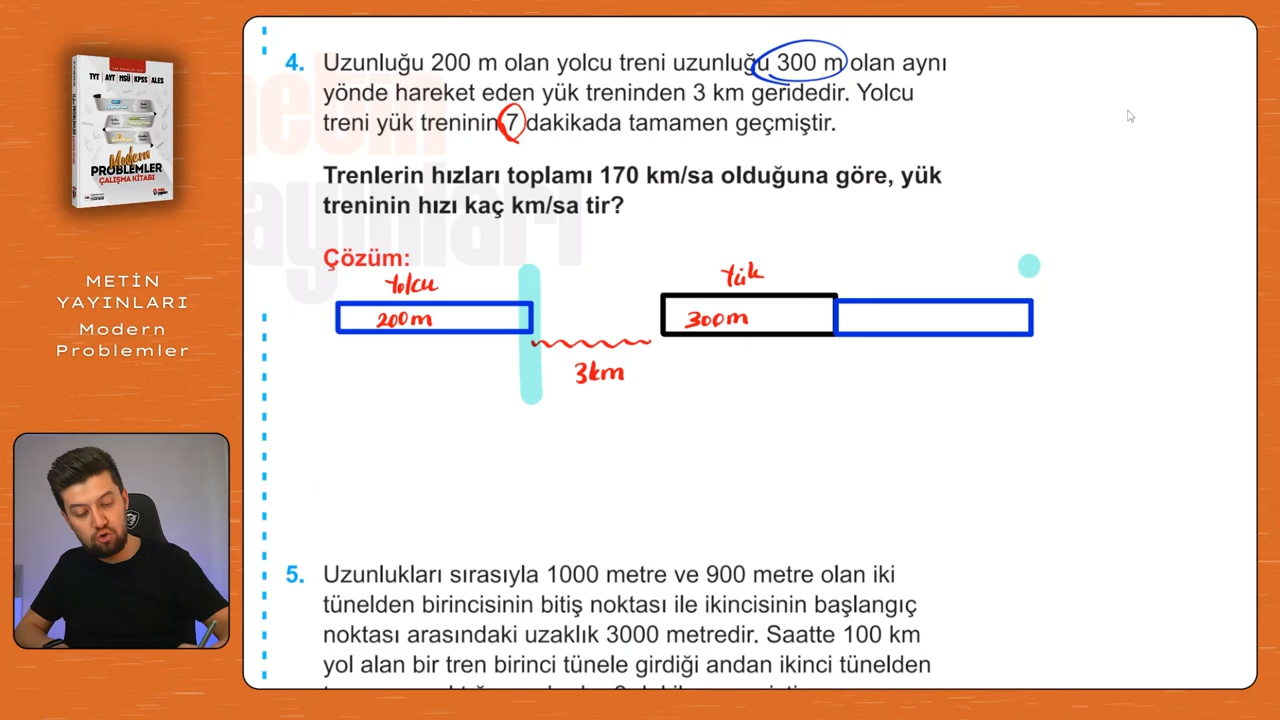 TYT | AYT | MSÜ | KPSS | ALES
Modern
PROBLEMLER
ÇALIŞMA KİTABI
METİN
YAYINLARI
Modern
Problemler
metin
yayınları
4. Uzunluğu 200 m olan yolcu treni uzunluğu 300 m olan aynı
yönde hareket eden yük treninden 3 km geridedir. Yolcu
treni yük treninin 7 dakikada tamamen geçmiştir.
Trenlerin hızları toplamı 170 km/sa olduğuna göre, yük
treninin hızı kaç km/sa tir?
Çözüm:
Yolcu
Yük
200m
300m
3km
5. Uzunlukları sırasıyla 1000 metre ve 900 metre olan iki
tünelden birincisinin bitiş noktası ile ikincisinin başlangıç
noktası arasındaki uzaklık 3000 metredir. Saatte 100 km
yol alan bir tren birinci tünele girdiği andan ikinci tünelden